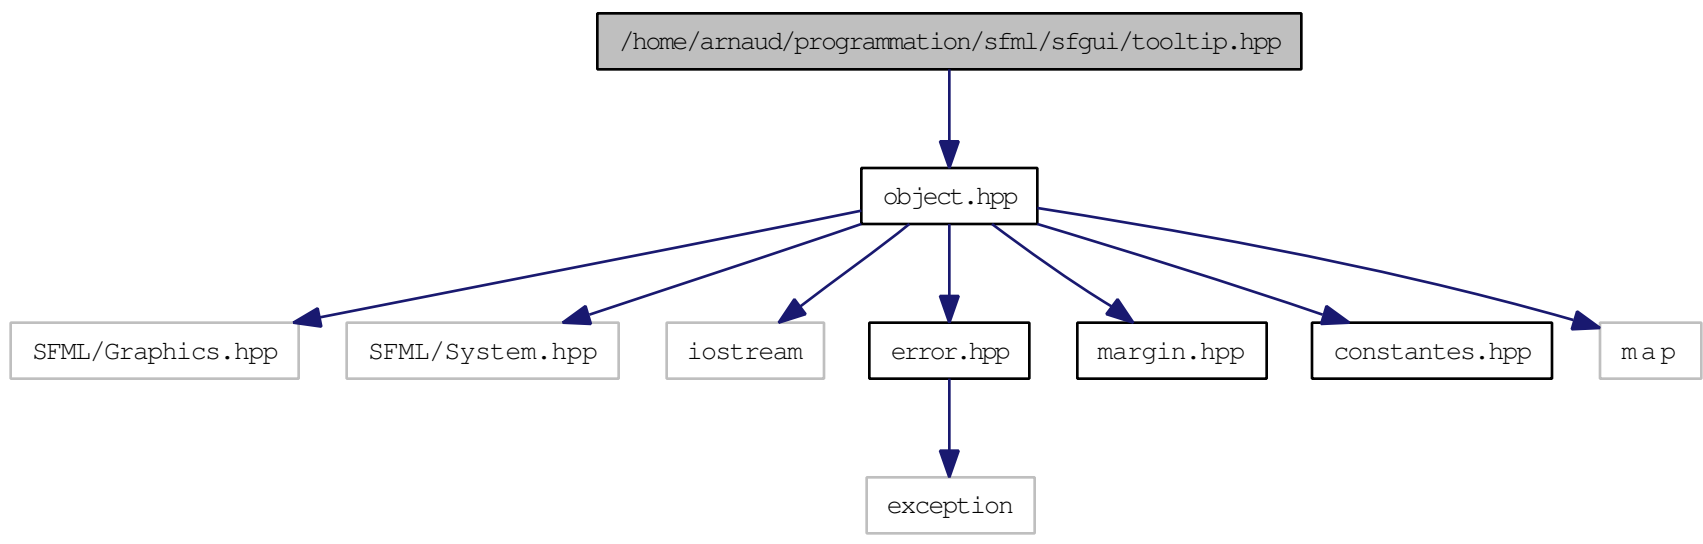 /home/arnaud/programmation/sfml/sfgui/tooltip.hpp
object.hpp
SFML/Graphics.hpp
SFML/System.hpp
iostream
error.hpp
margin.hpp
constantes.hpp
map
exception